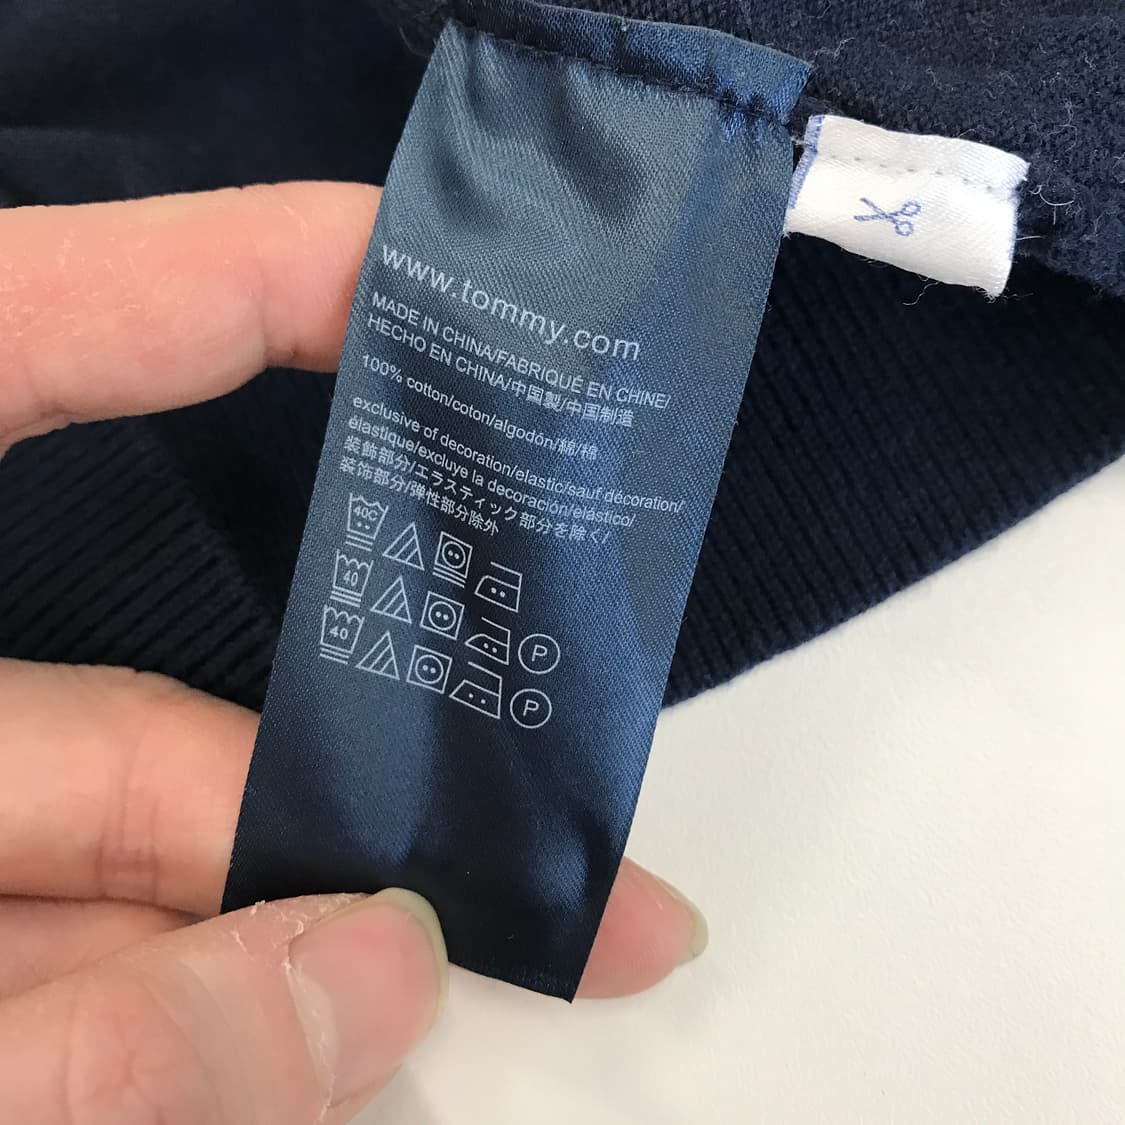 www.tommy.com
MADE IN CHINA/FABRIQUÉ EN CHINE/
HECHO EN CHINA/中国製/中国制造
100% cotton/coton/algodón/綿/棉
exclusive of decoration/elastic/sauf décoration/
élastique/excluye la decoración/elástico/
装飾部分/エラスティック部分を除く/
装饰部分/弹性部分除外
40C
40
P
40
P